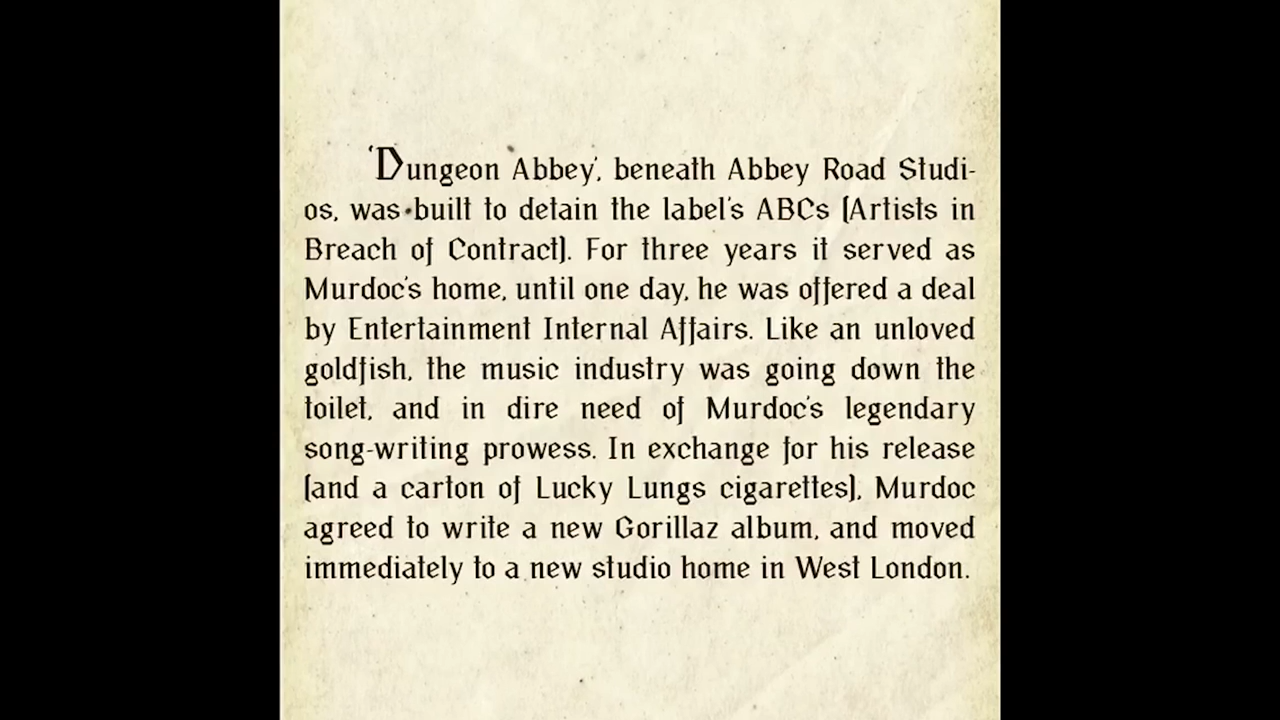 'Dungeon Abbey', beneath Abbey Road Studi-
os, was built to detain the label's ABCs (Artists in
Breach of Contract). For three years it served as
Murdoc's home, until one day, he was offered a deal
by Entertainment Internal Affairs. Like an unloved
goldfish, the music industry was going down the
toilet, and in dire need of Murdoc's legendary
song-writing prowess. In exchange for his release
(and a carton of Lucky Lungs cigarettes), Murdoc
agreed to write a new Gorillaz album, and moved
immediately to a new studio home in West London.